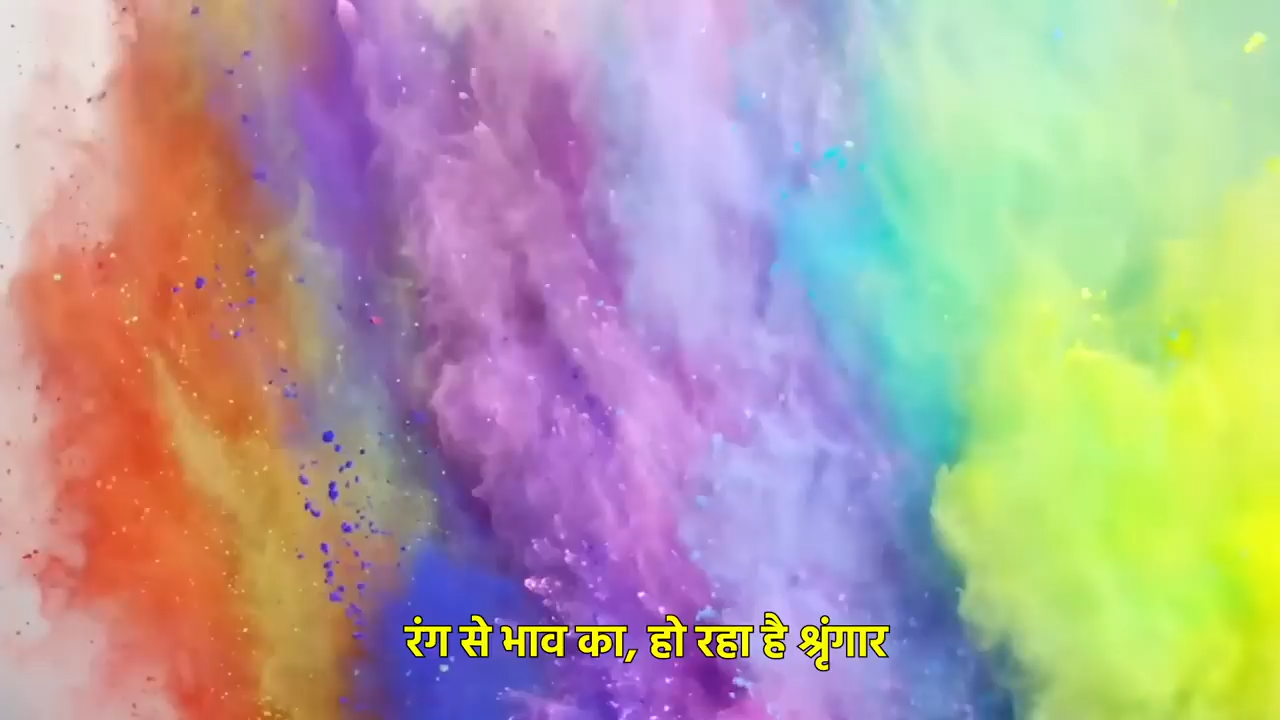 रंग से भाव का, हो रहा है श्रृंगार